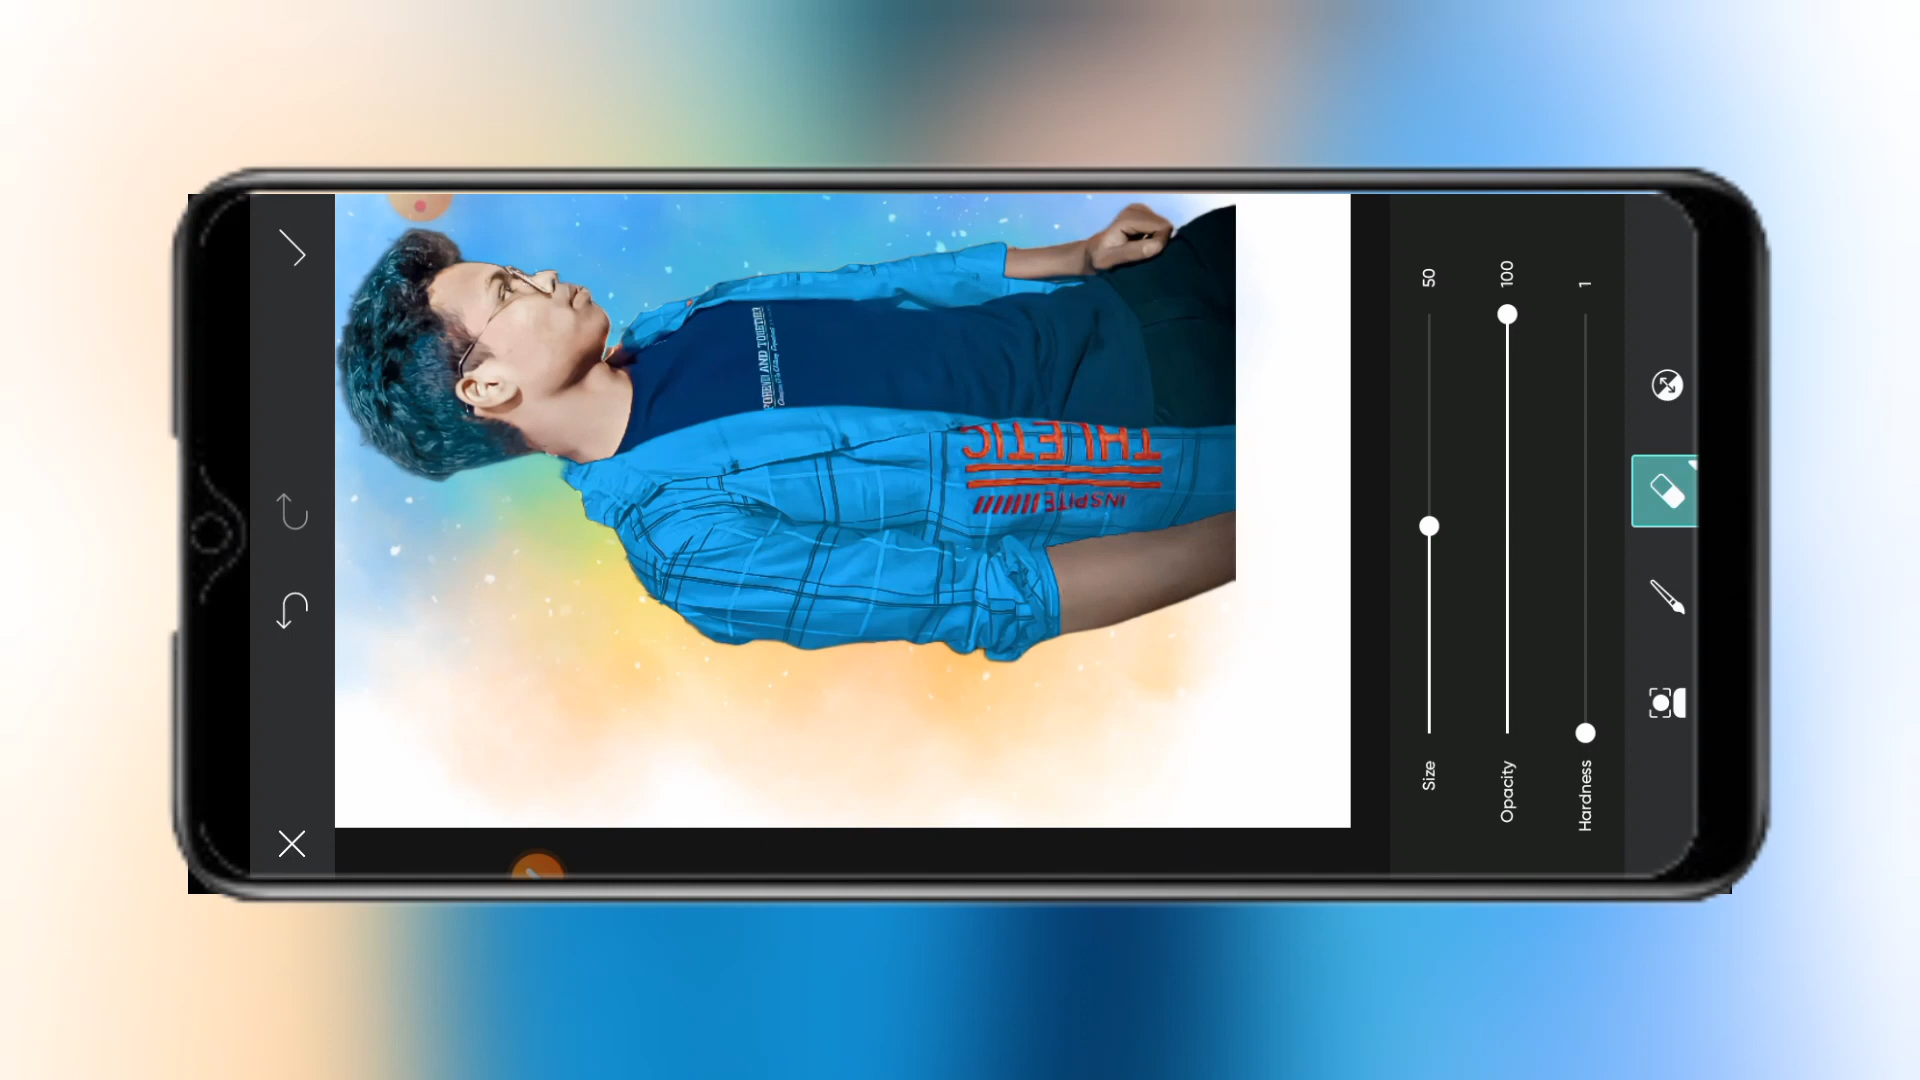 50
100
1
Size
Opacity
Hardness
THLETIC
INSPITE